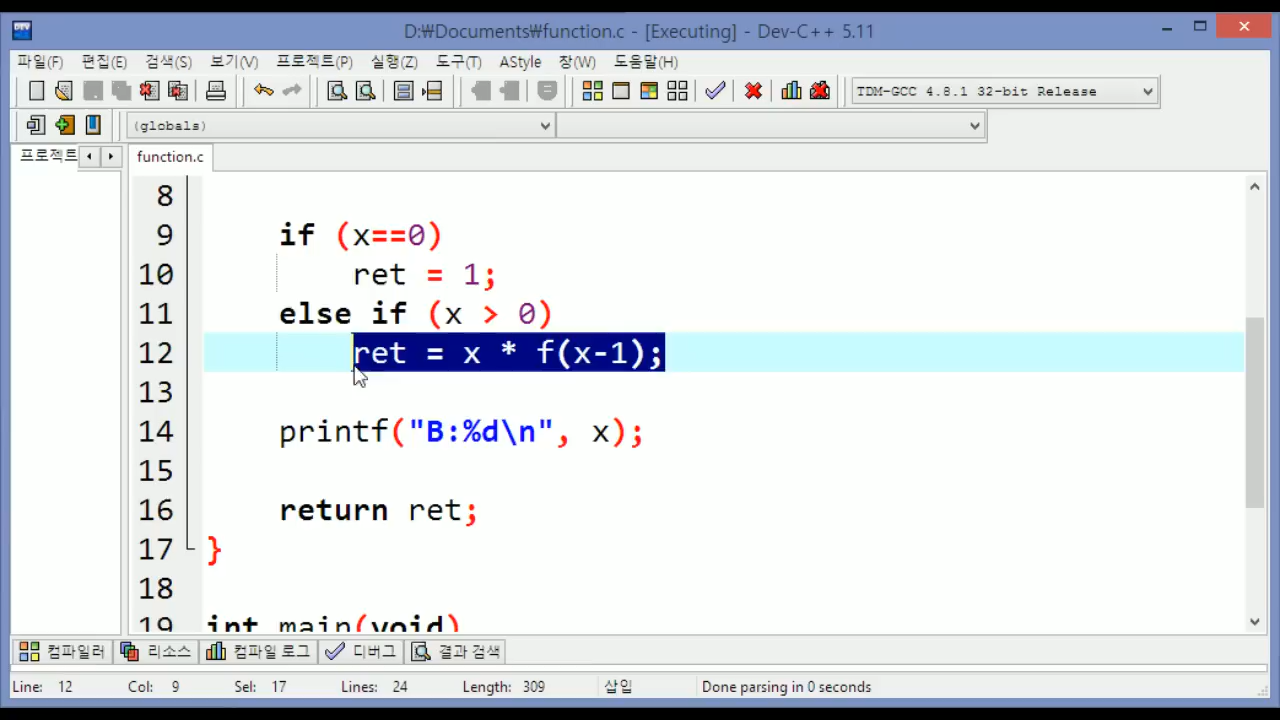 D:₩Documents₩function.c - [Executing] - Dev-C++ 5.11
파일(F) 편집(E) 검색(S) 보기(V) 프로젝트(P) 실행(Z) 도구(T) AStyle 창(W) 도움말(H)
TDM-GCC 4.8.1 32-bit Release
(globals)
프로젝트
function.c
8
9 if (x==0)
10 ret = 1;
11 else if (x > 0)
12 ret = x * f(x-1);
13
14 printf("B:%d\n", x);
15
16 return ret;
17 }
18
19 int main(void)
컴파일러 리소스 컴파일 로그 디버그 결과 검색
Line: 12 Col: 9 Sel: 17 Lines: 24 Length: 309 삽입 Done parsing in 0 seconds